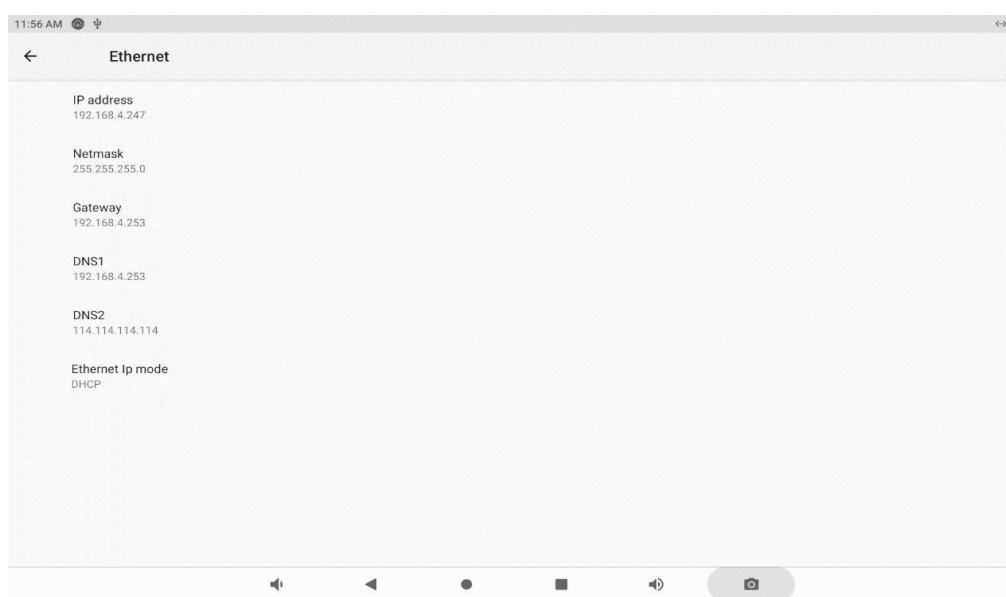 11:56 AM
Ethernet
IP address
192.168.4.247
Netmask
255.255.255.0
Gateway
192.168.4.253
DNS1
192.168.4.253
DNS2
114.114.114.114
Ethernet Ip mode
DHCP